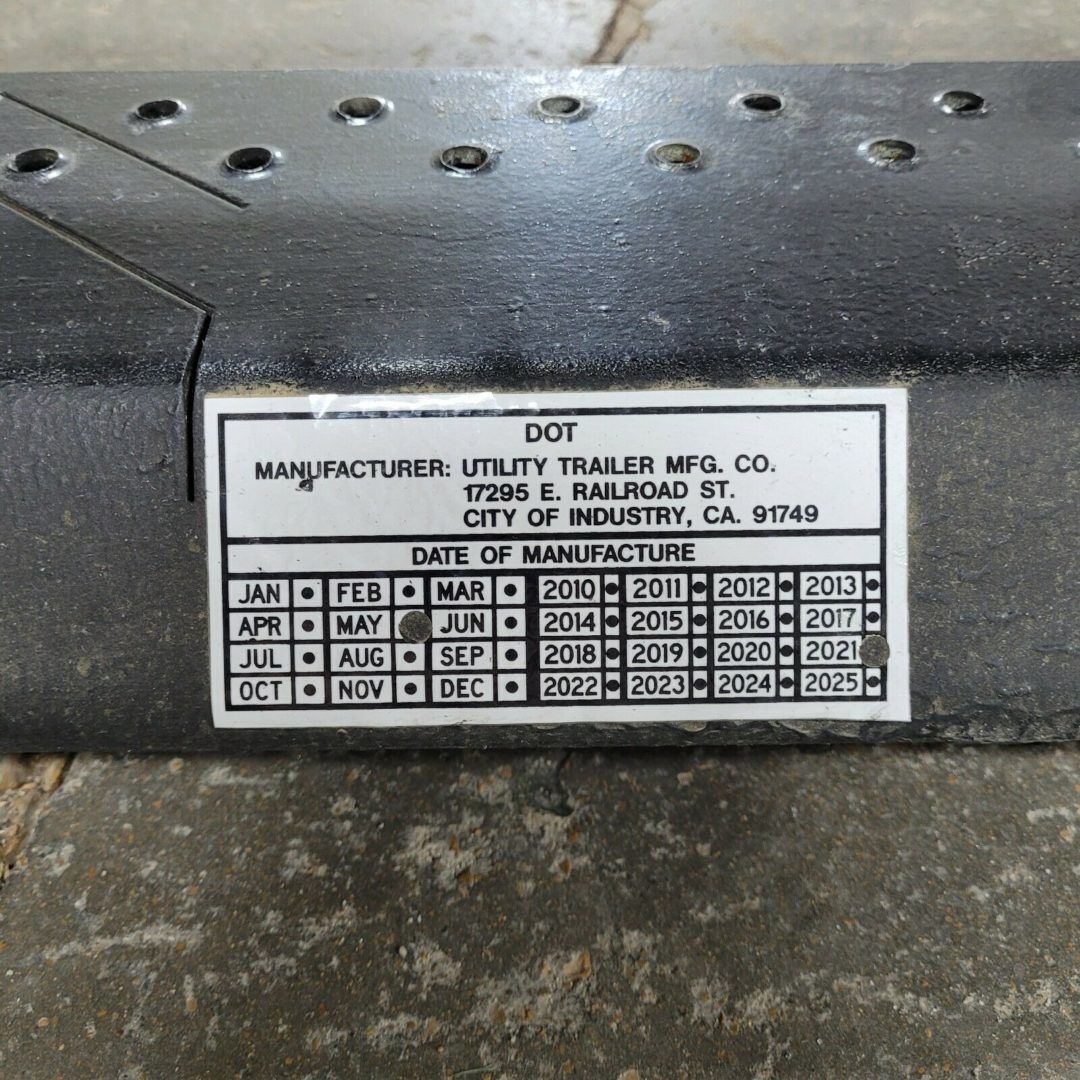 DOT
MANUFACTURER: UTILITY TRAILER MFG. CO.
17295 E. RAILROAD ST.
CITY OF INDUSTRY, CA. 91749
DATE OF MANUFACTURE
JAN FEB MAR 2010 2011 2012 2013
APR MAY JUN 2014 2015 2016 2017
JUL AUG SEP 2018 2019 2020 2021
OCT NOV DEC 2022 2023 2024 2025